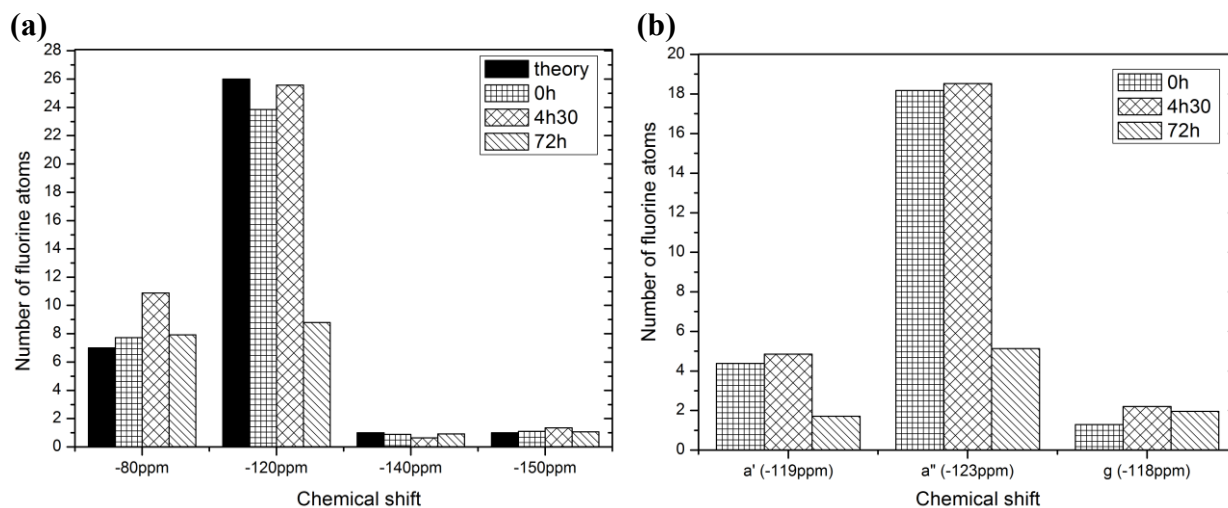 (a)
28
26
24
22
20
18
16
14
12
10
8
6
4
2
0
Number of fluorine atoms
theory
0h
4h30
72h
-80ppm -120ppm -140ppm -150ppm
Chemical shift
(b)
20
18
16
14
12
10
8
6
4
2
0
Number of fluorine atoms
0h
4h30
72h
a' (-119ppm) a" (-123ppm) g (-118ppm)
Chemical shift